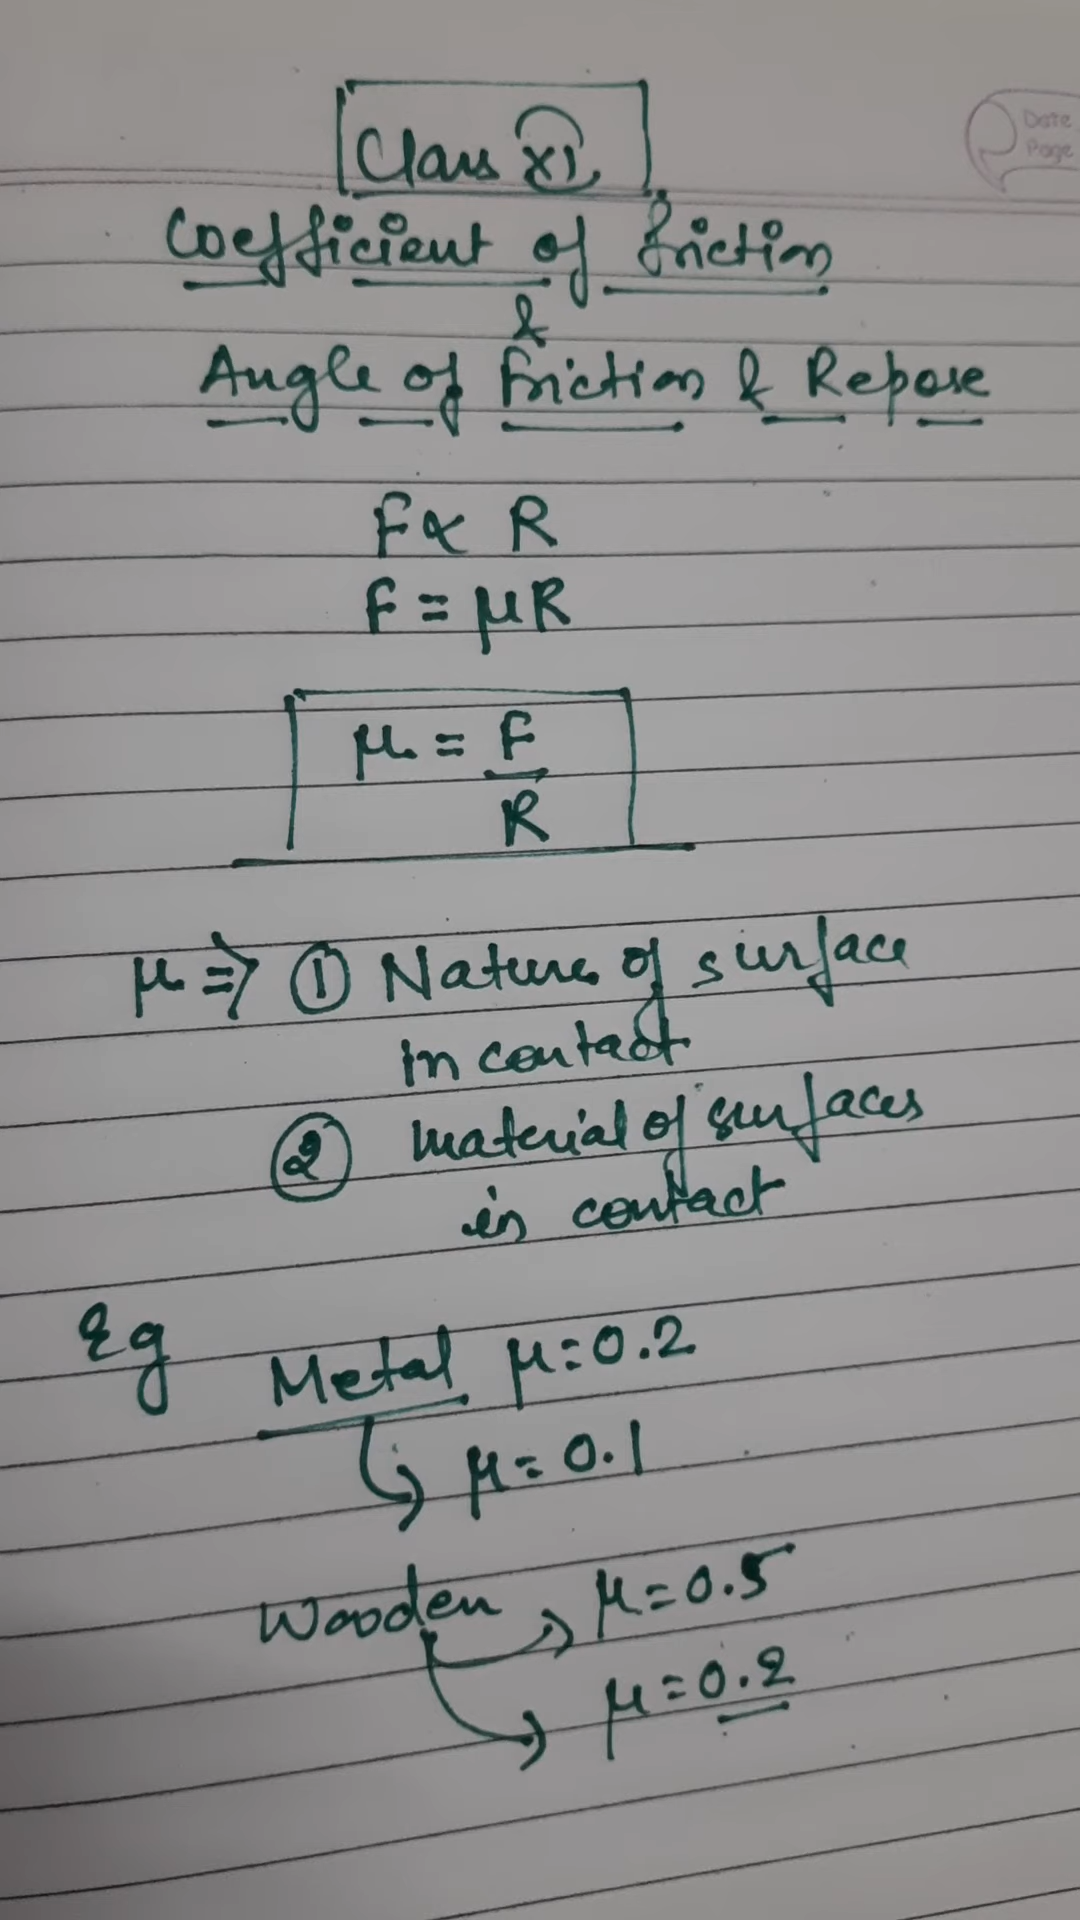 Class XI
Coefficient of friction
&
Angle of friction & Repose
F ∝ R
F = μR
μ = F
R
μ ⇒ ① Nature of surface
in contact
② material of surfaces
in contact
Eg
Metal μ = 0.2
μ = 0.1
Wooden → μ = 0.5
μ = 0.2
Date
Page